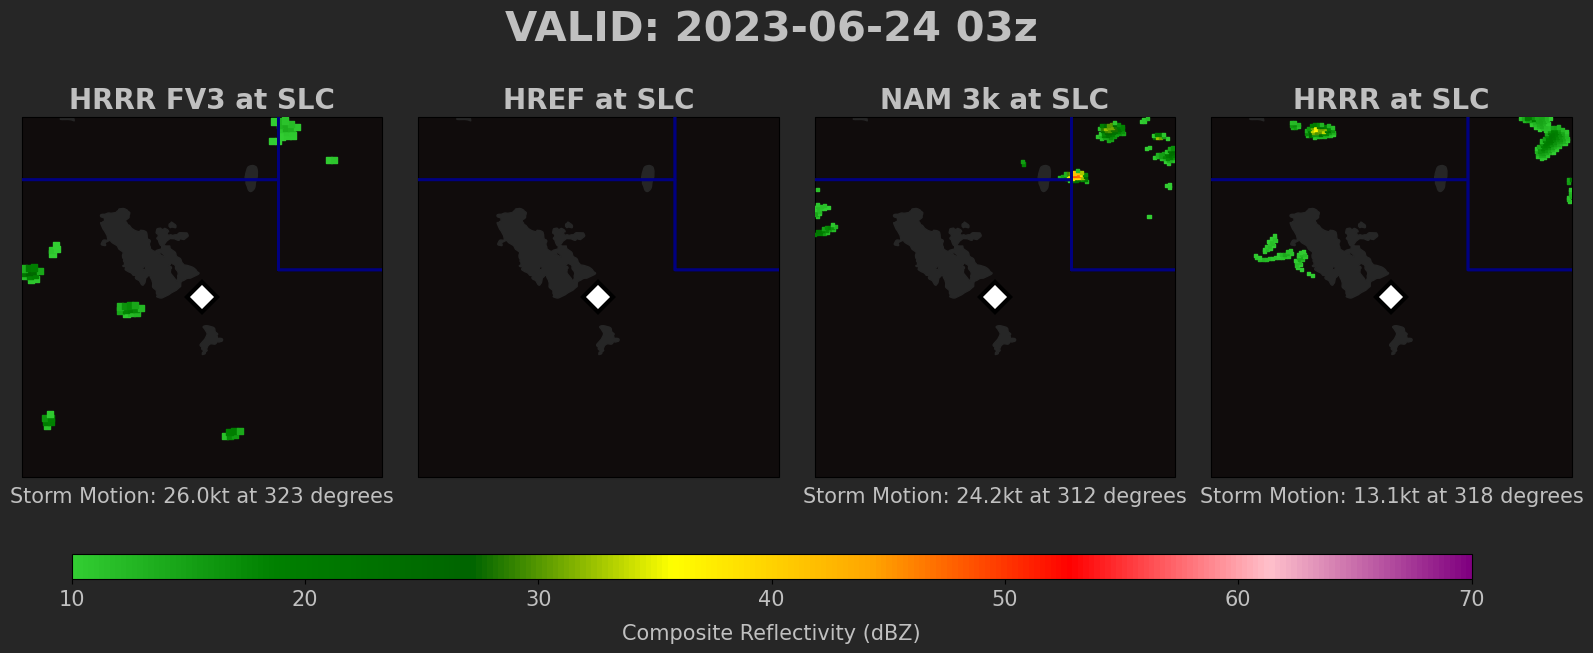 VALID: 2023-06-24 03z
HRRR FV3 at SLC
HREF at SLC
NAM 3k at SLC
HRRR at SLC
Storm Motion: 26.0kt at 323 degrees
Storm Motion: 24.2kt at 312 degrees
Storm Motion: 13.1kt at 318 degrees
10 20 30 40 50 60 70
Composite Reflectivity (dBZ)